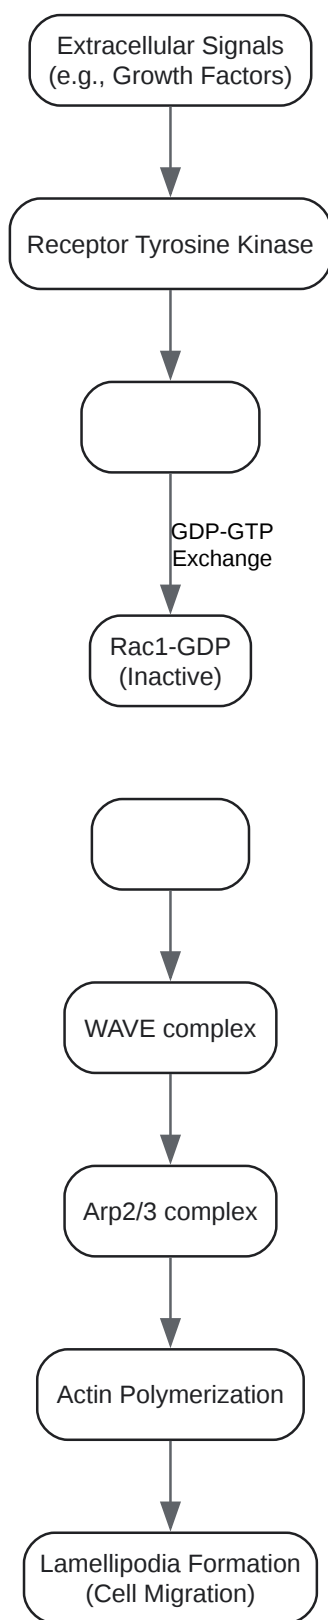 Extracellular Signals
(e.g., Growth Factors)
Receptor Tyrosine Kinase
GDP-GTP
Exchange
Rac1-GDP
(Inactive)
WAVE complex
Arp2/3 complex
Actin Polymerization
Lamellipodia Formation
(Cell Migration)